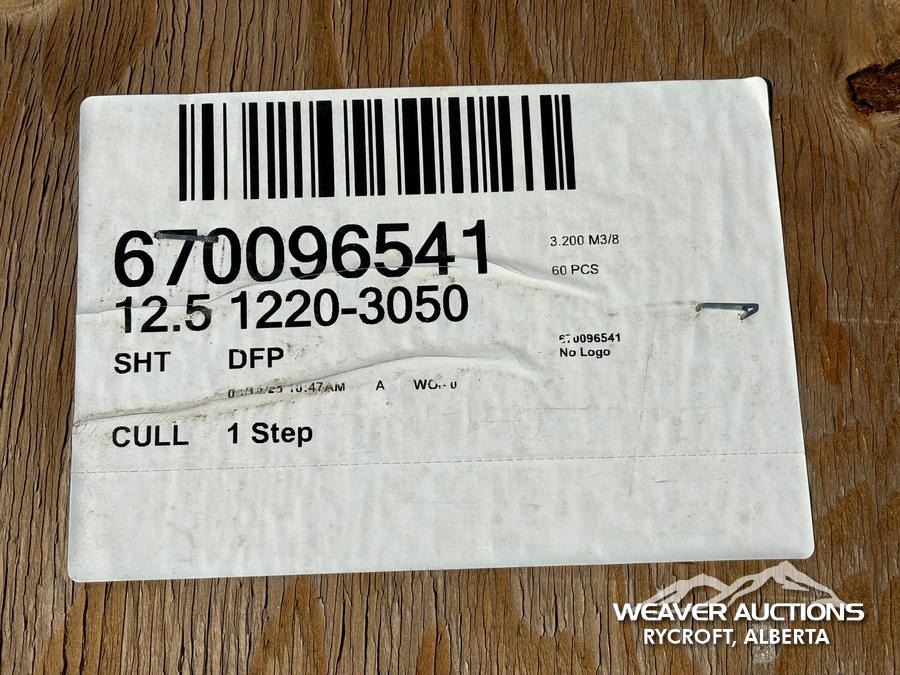 670096541
3.200 M3/8
60 PCS
12.5 1220-3050
670096541
No Logo
SHT DFP
10:47AM A
CULL 1 Step
WEAVER AUCTIONS
RYCROFT, ALBERTA